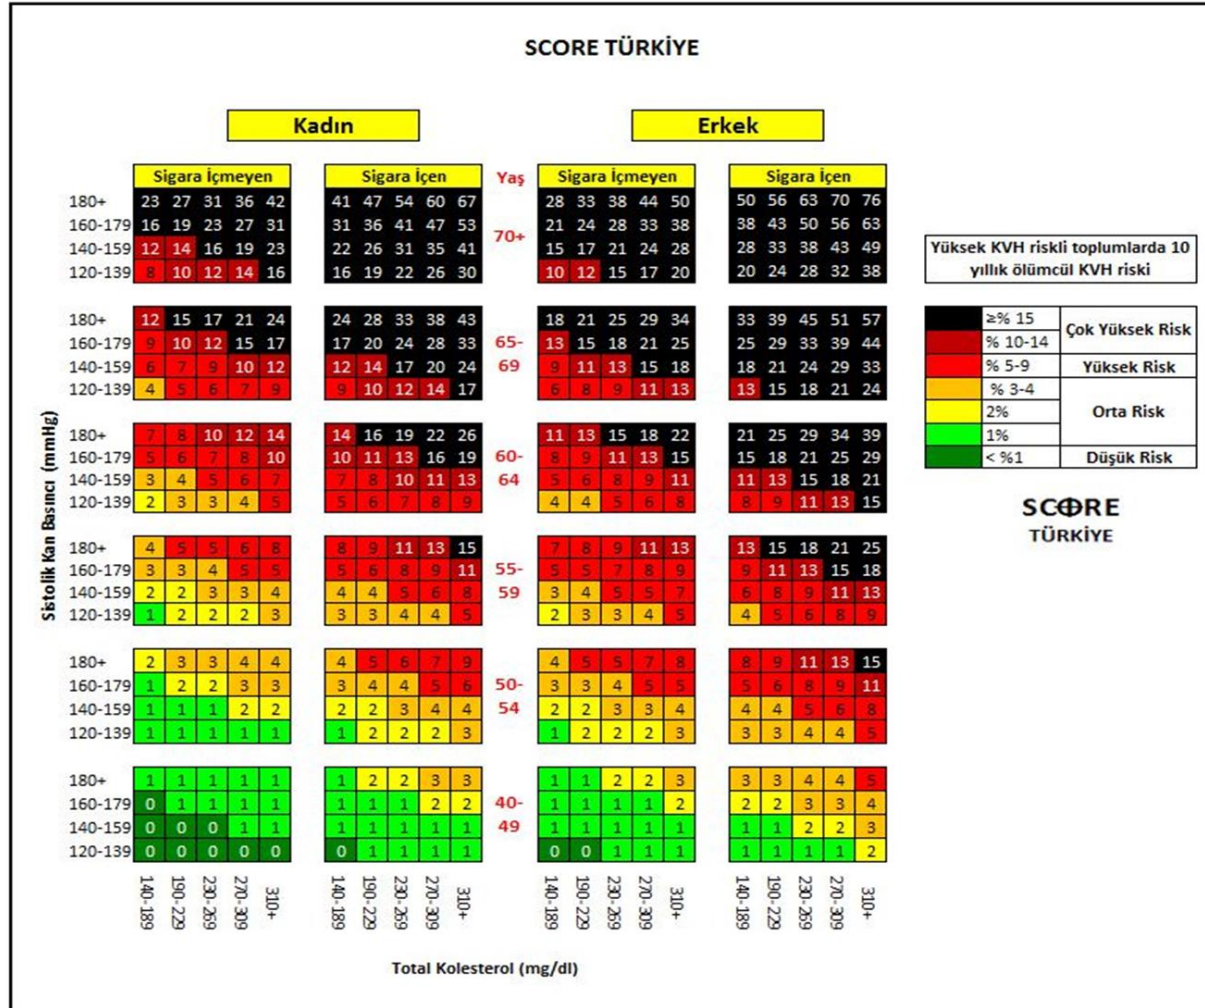 SCORE TÜRKİYE
Kadın Erkek
Sigara İçmeyen Sigara İçen Yaş Sigara İçmeyen Sigara İçen
180+ 23 27 31 36 42 41 47 54 60 67 28 33 38 44 50 50 56 63 70 76
160-179 16 19 23 27 31 31 36 41 47 53 70+ 21 24 28 33 38 38 43 50 56 63
140-159 12 14 16 19 23 22 26 31 35 41 15 17 21 24 28 28 33 38 43 49
120-139 8 10 12 14 16 16 19 22 26 30 10 12 15 17 20 20 24 28 32 38
180+ 12 15 17 21 24 24 28 33 38 43 18 21 25 29 34 33 39 45 51 57
160-179 9 10 12 15 17 17 20 24 28 33 65- 13 15 18 21 25 25 29 33 39 44
140-159 6 7 9 10 12 12 14 17 20 24 69 9 11 13 15 18 18 21 24 29 33
120-139 4 5 6 7 9 9 10 12 14 17 6 8 9 11 13 13 15 18 21 24
180+ 7 8 10 12 14 14 16 19 22 26 11 13 15 18 22 21 25 29 34 39
160-179 5 6 7 8 10 10 11 13 16 19 60- 8 9 11 13 15 15 18 21 25 29
140-159 3 4 5 6 7 7 8 10 11 13 64 5 6 8 9 11 11 13 15 18 21
120-139 2 3 3 4 5 5 6 7 8 9 4 4 5 6 8 8 9 11 13 15
180+ 4 5 5 6 8 8 9 11 13 15 7 8 9 11 13 13 15 18 21 25
160-179 3 3 4 5 5 5 6 8 9 11 55- 5 5 7 8 9 9 11 13 15 18
140-159 2 2 3 3 4 4 4 5 6 8 59 3 4 5 5 7 6 8 9 11 13
120-139 1 2 2 2 3 3 3 4 4 5 2 3 3 4 5 4 5 6 8 9
180+ 2 3 3 4 4 4 5 6 7 9 4 5 5 7 8 8 9 11 13 15
160-179 1 2 2 3 3 3 4 4 5 6 50- 3 3 4 5 5 5 6 8 9 11
140-159 1 1 1 2 2 2 2 3 4 4 54 2 2 3 3 4 4 4 5 6 8
120-139 1 1 1 1 1 1 2 2 2 3 1 2 2 2 3 3 3 4 4 5
180+ 1 1 1 1 1 1 2 2 3 3 1 1 2 2 3 3 3 4 4 5
160-179 0 1 1 1 1 1 1 1 2 2 40- 1 1 1 1 2 2 2 3 3 4
140-159 0 0 0 1 1 1 1 1 1 1 49 1 1 1 1 1 1 1 2 2 3
120-139 0 0 0 0 0 0 1 1 1 1 0 0 1 1 1 1 1 1 1 2
140-189 190-229 230-269 270-309 310+ 140-189 190-229 230-269 270-309 310+ 140-189 190-229 230-269 270-309 310+ 140-189 190-229 230-269 270-309 310+
Sistolik Kan Basıncı (mmHg)
Total Kolesterol (mg/dl)
Yüksek KVH riskli toplumlarda 10
yıllık ölümcül KVH riski
≥% 15
Çok Yüksek Risk
% 10-14
% 5-9 Yüksek Risk
% 3-4
2% Orta Risk
1%
< %1 Düşük Risk
SCORE
TÜRKİYE